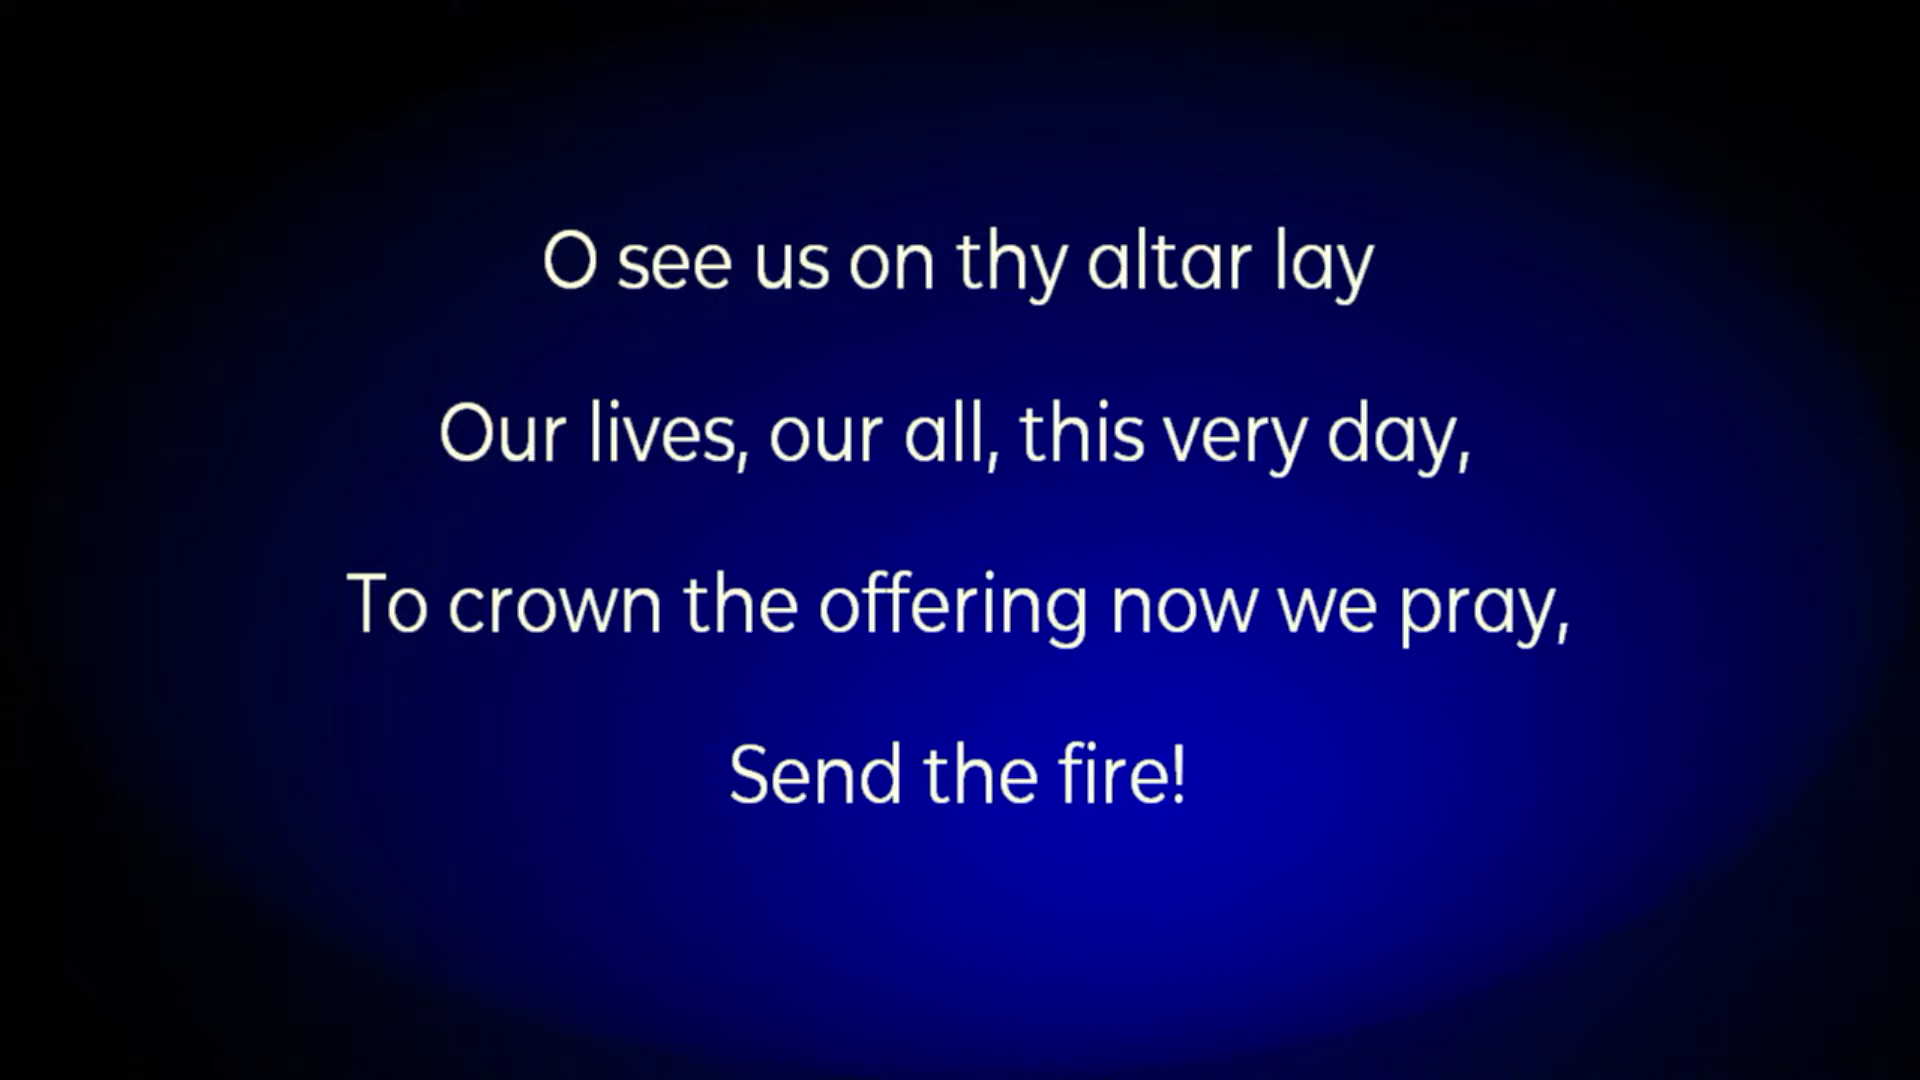 O see us on thy altar lay
Our lives, our all, this very day,
To crown the offering now we pray,
Send the fire!